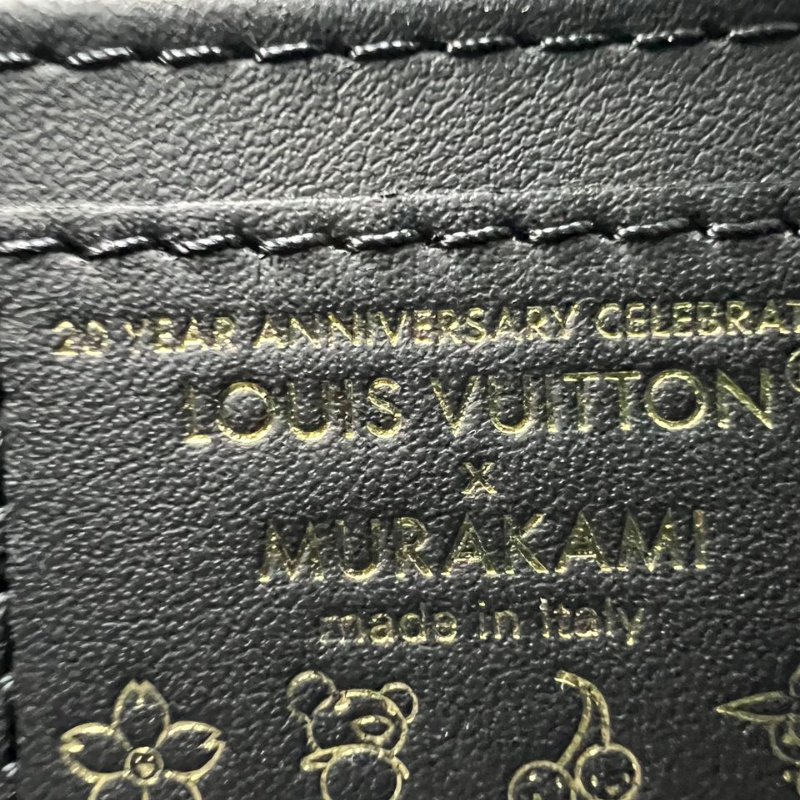 20 YEAR ANNIVERSARY CELEBRAT
LOUIS VUITTON
x
MURAKAMI
made in italy